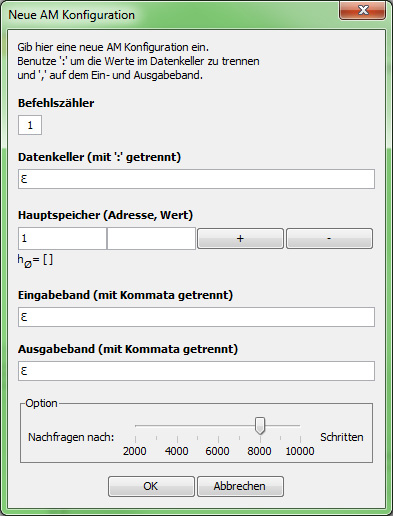 Neue AM Konfiguration
Gib hier eine neue AM Konfiguration ein.
Benutze ':' um die Werte im Datenkeller zu trennen
und ',' auf dem Ein- und Ausgabeband.
Befehlszähler
1
Datenkeller (mit ':' getrennt)
ε
Hauptspeicher (Adresse, Wert)
1 + -
h∅= [ ]
Eingabeband (mit Kommata getrennt)
ε
Ausgabeband (mit Kommata getrennt)
ε
Option
Nachfragen nach: Schritten
2000 4000 6000 8000 10000
OK Abbrechen